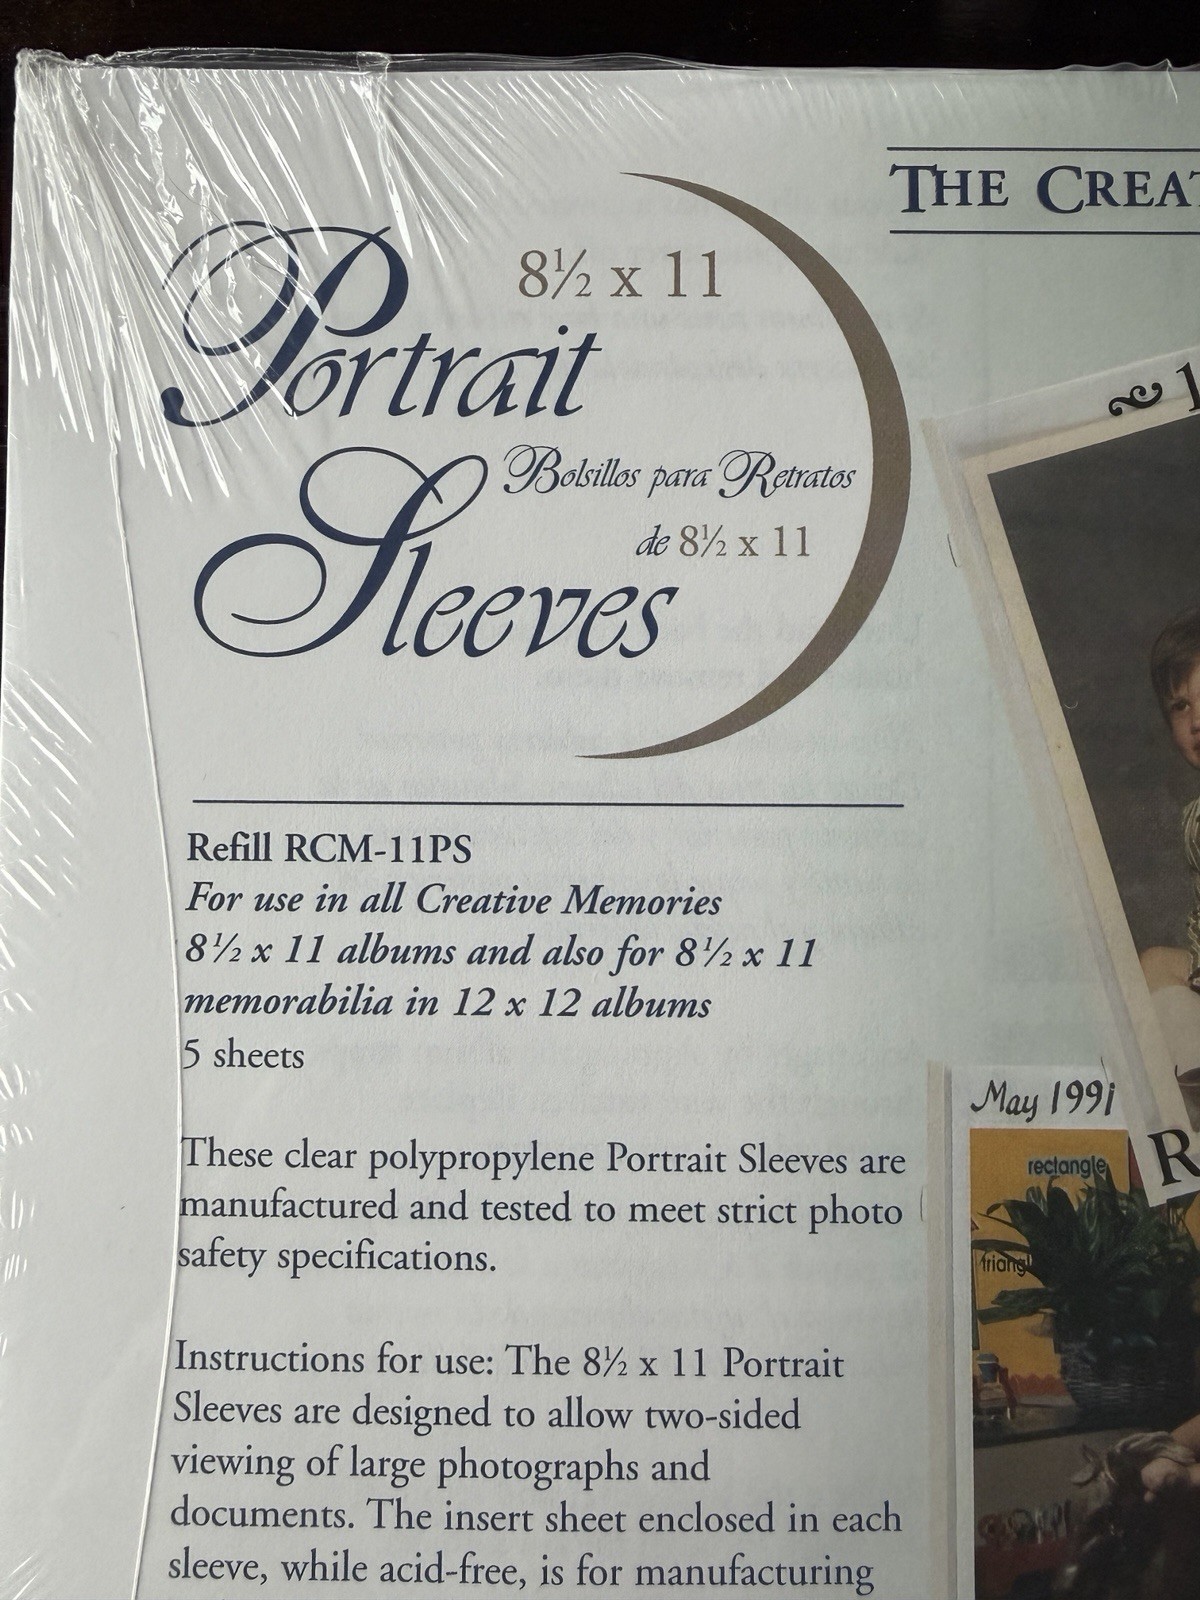 THE CREAT
8½ x 11
Portrait
Bolsillos para Retratos
de 8½ x 11
Sleeves
Refill RCM-11PS
For use in all Creative Memories
8½ x 11 albums and also for 8½ x 11
memorabilia in 12 x 12 albums
5 sheets
These clear polypropylene Portrait Sleeves are
manufactured and tested to meet strict photo
safety specifications.
Instructions for use: The 8½ x 11 Portrait
Sleeves are designed to allow two-sided
viewing of large photographs and
documents. The insert sheet enclosed in each
sleeve, while acid-free, is for manufacturing
1
May 1991
R
rectangle
triangl